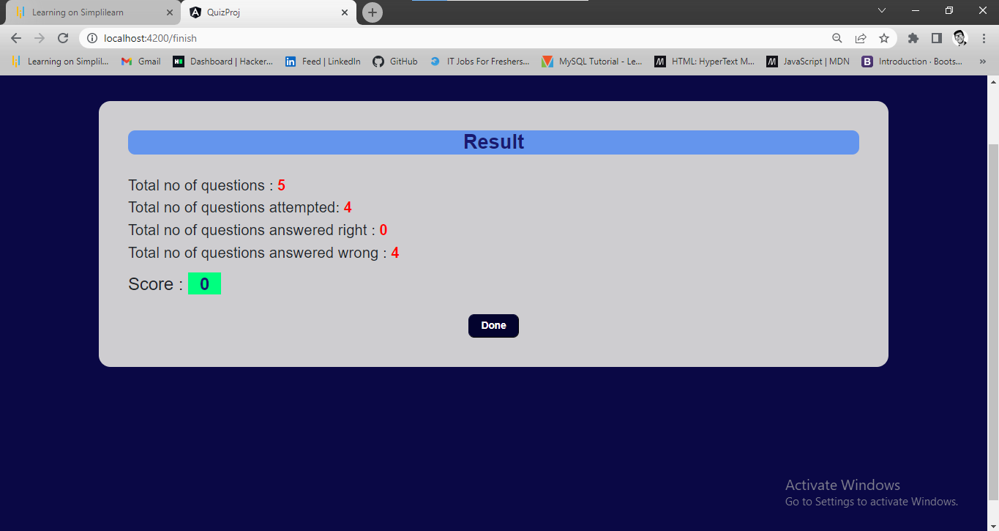 Learning on Simplilearn
QuizProj
localhost:4200/finish
Learning on Simplil...
Gmail
Dashboard | Hacker...
Feed | LinkedIn
GitHub
IT Jobs For Freshers...
MySQL Tutorial - Le...
HTML: HyperText M...
JavaScript | MDN
Introduction · Boots...
Result
Total no of questions : 5
Total no of questions attempted: 4
Total no of questions answered right : 0
Total no of questions answered wrong : 4
Score : 0
Done
Activate Windows
Go to Settings to activate Windows.